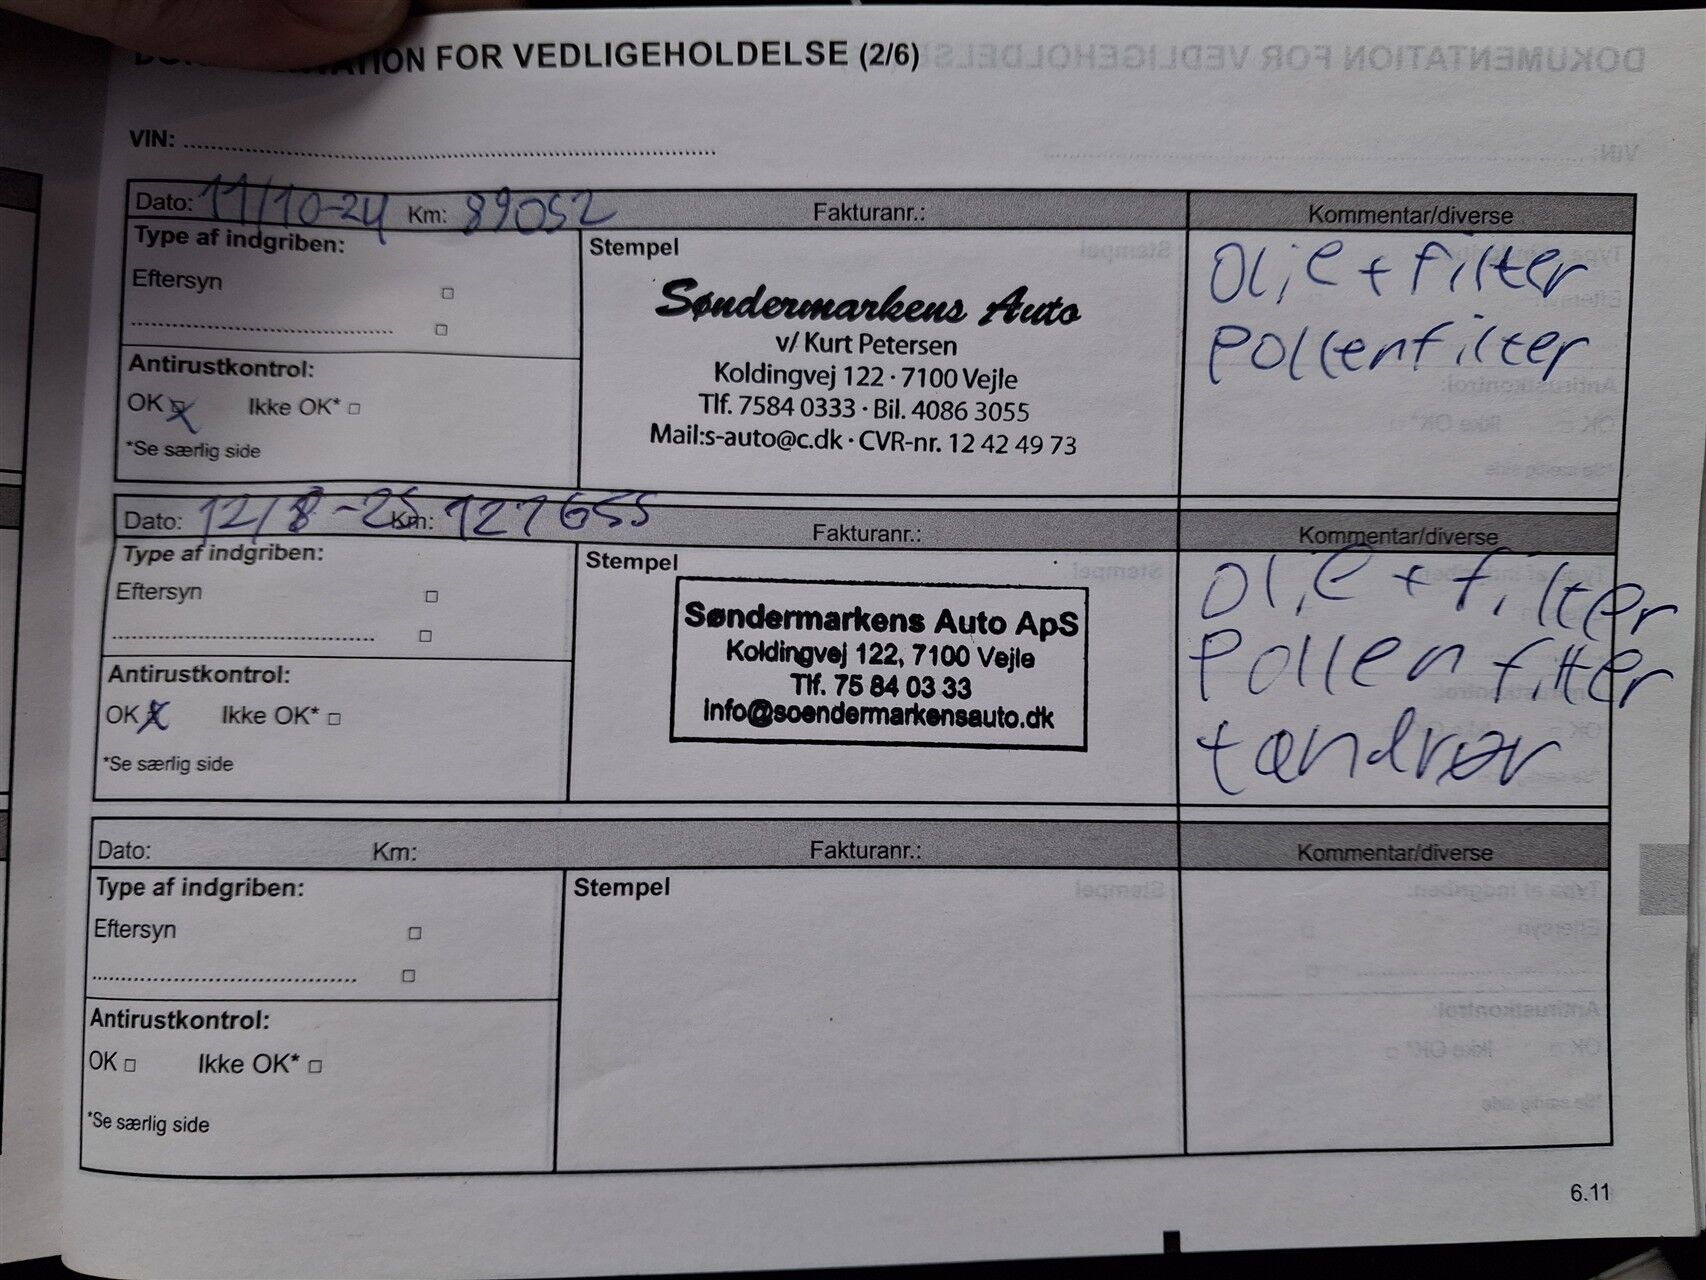 FOR VEDLIGEHOLDELSE (2/6)
VIN:
Dato: 11/10-24 Km: 89052 Fakturanr.: Kommentar/diverse
Type af indgriben:
Eftersyn
Antirustkontrol:
OK Ikke OK*
*Se særlig side
Stempel
Søndermarkens Auto
v/ Kurt Petersen
Koldingvej 122 · 7100 Vejle
Tlf. 7584 0333 · Bil. 4086 3055
Mail:s-auto@c.dk · CVR-nr. 12 42 49 73
Olie + filter
pollenfilter
Dato: 12/8-25 Km: 127655 Fakturanr.: Kommentar/diverse
Type af indgriben:
Eftersyn
Antirustkontrol:
OK Ikke OK*
*Se særlig side
Stempel
Søndermarkens Auto ApS
Koldingvej 122, 7100 Vejle
Tlf. 75 84 03 33
info@soendermarkensauto.dk
Olie + filter
Pollenfilter
tændrør
Dato: Km: Fakturanr.: Kommentar/diverse
Type af indgriben:
Eftersyn
Antirustkontrol:
OK Ikke OK*
*Se særlig side
Stempel
6.11